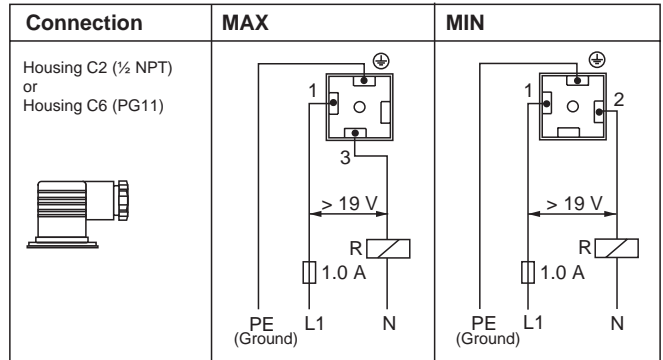 Connection
MAX
MIN
Housing C2 (½ NPT)
or
Housing C6 (PG11)
1
3
> 19 V
R
1.0 A
PE
(Ground)
L1
N
1
2
> 19 V
R
1.0 A
PE
(Ground)
L1
N